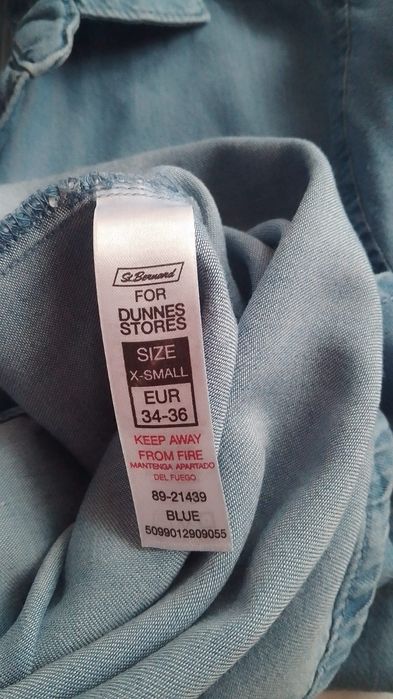 St. Bernard
FOR
DUNNES
STORES
SIZE
X-SMALL
EUR
34-36
KEEP AWAY
FROM FIRE
MANTENGA APARTADO
DEL FUEGO
89-21439
BLUE
5099012909055